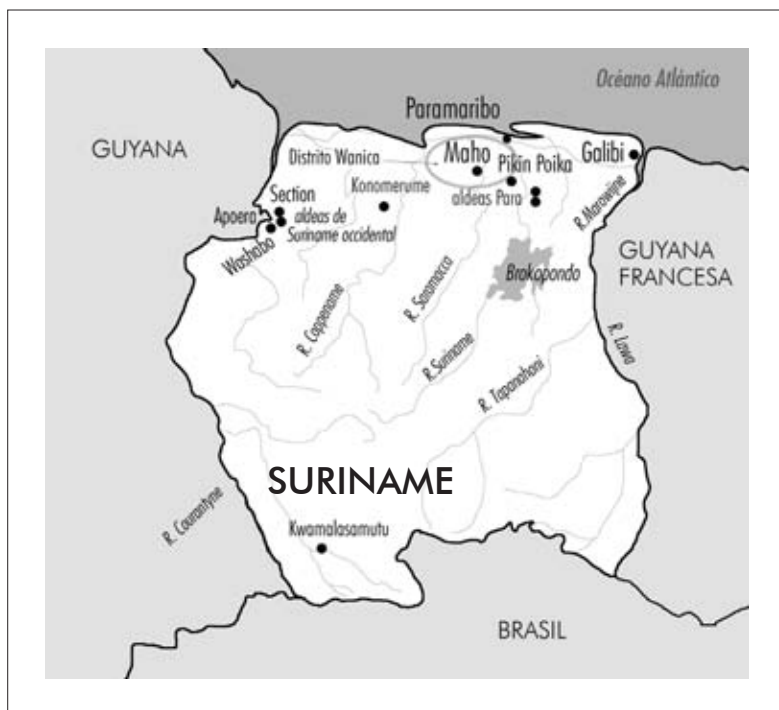 Océano Atlántico
Paramaribo
GUYANA
Distrito Wanica
Maho
Pikin Poika
Galibi
Konomerume
aldeas Para
R. Marowijne
Section
Apoera
aldeas de
Suriname occidental
Washabo
GUYANA
FRANCESA
Brokopondo
R. Coppename
R. Saramacca
R. Suriname
R. Tapanahoni
R. Lawa
SURINAME
R. Courantyne
Kwamalasamutu
BRASIL